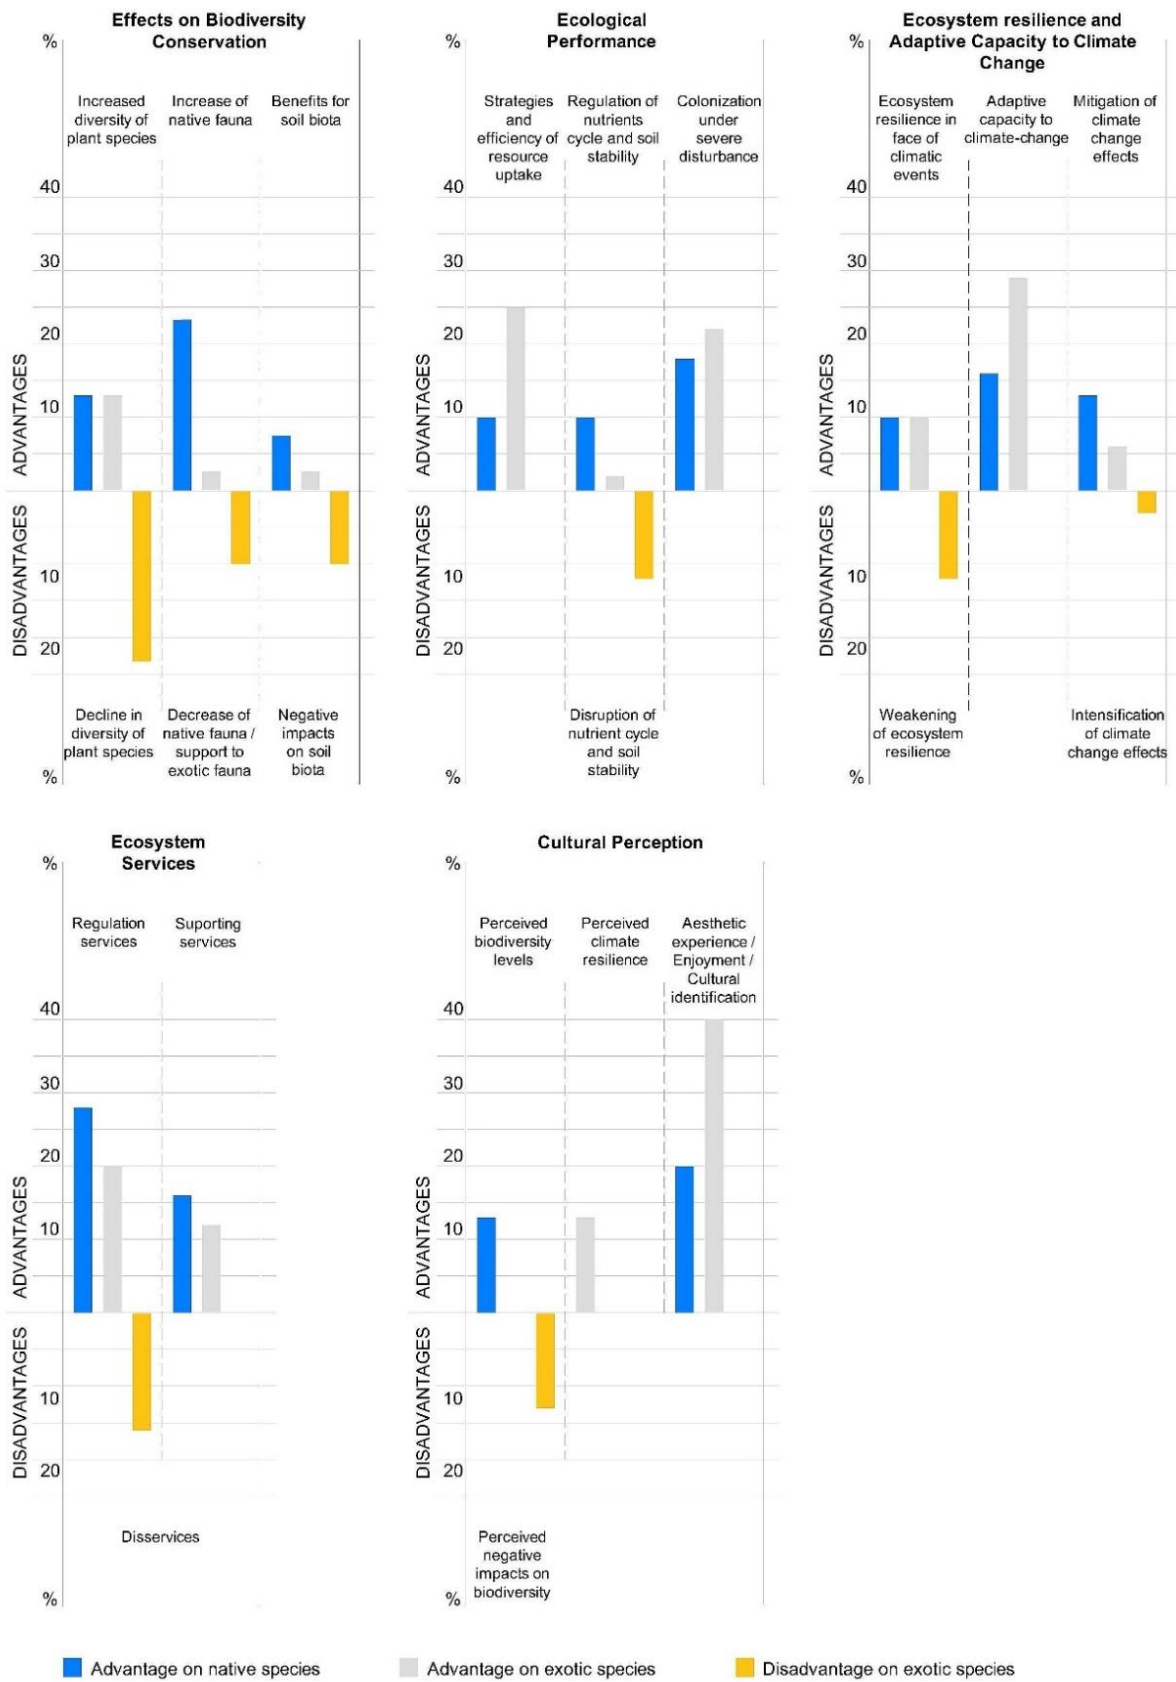 Effects on Biodiversity
Conservation
%
Increased
diversity of
plant species
Increase of
native fauna
Benefits for
soil biota
40
30
20
10
ADVANTAGES
DISADVANTAGES
10
20
Decline in
diversity of
plant species
Decrease of
native fauna /
support to
exotic fauna
Negative
impacts
on soil
biota
%
Ecological
Performance
%
Strategies
and
efficiency of
resource
uptake
Regulation of
nutrients
cycle and soil
stability
Colonization
under
severe
disturbance
40
30
20
10
ADVANTAGES
DISADVANTAGES
10
20
Disruption of
nutrient cycle
and soil
stability
%
Ecosystem resilience and
Adaptive Capacity to Climate
Change
%
Ecosystem
resilience in
face of
climatic
events
Adaptive
capacity to
climate-change
Mitigation of
climate
change
effects
40
30
20
10
ADVANTAGES
DISADVANTAGES
10
20
Weakening
of ecosystem
resilience
Intensification
of climate
change effects
%
Ecosystem
Services
%
Regulation
services
Suporting
services
40
30
20
10
ADVANTAGES
DISADVANTAGES
10
20
Disservices
%
Cultural Perception
%
Perceived
biodiversity
levels
Perceived
climate
resilience
Aesthetic
experience /
Enjoyment /
Cultural
identification
40
30
20
10
ADVANTAGES
DISADVANTAGES
10
20
Perceived
negative
impacts on
biodiversity
%
Advantage on native species
Advantage on exotic species
Disadvantage on exotic species